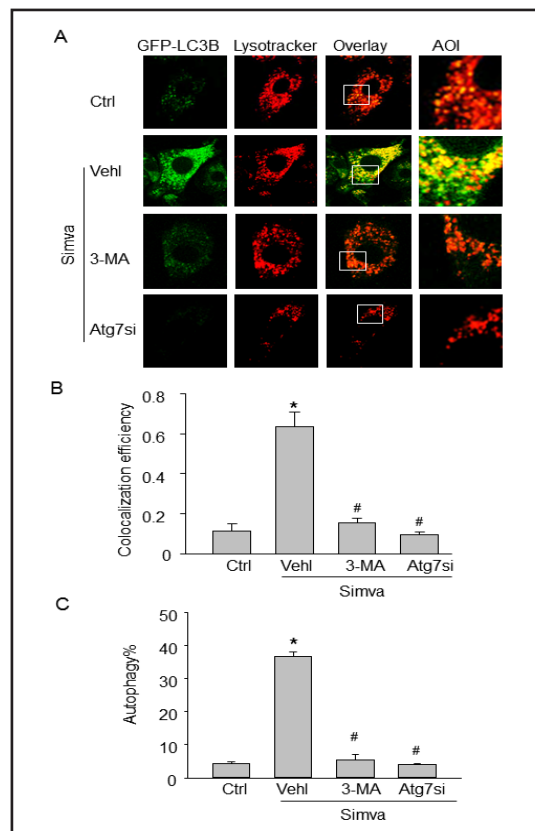 A
GFP-LC3B Lysotracker Overlay AOI
Ctrl
Vehl
3-MA
Atg7si
Simva
B
Colocalization efficiency
0.8
0.6
0.4
0.2
0
*
#
#
Ctrl Vehl 3-MA Atg7si
Simva
C
Autophagy%
50
40
30
20
10
0
*
#
#
Ctrl Vehl 3-MA Atg7si
Simva